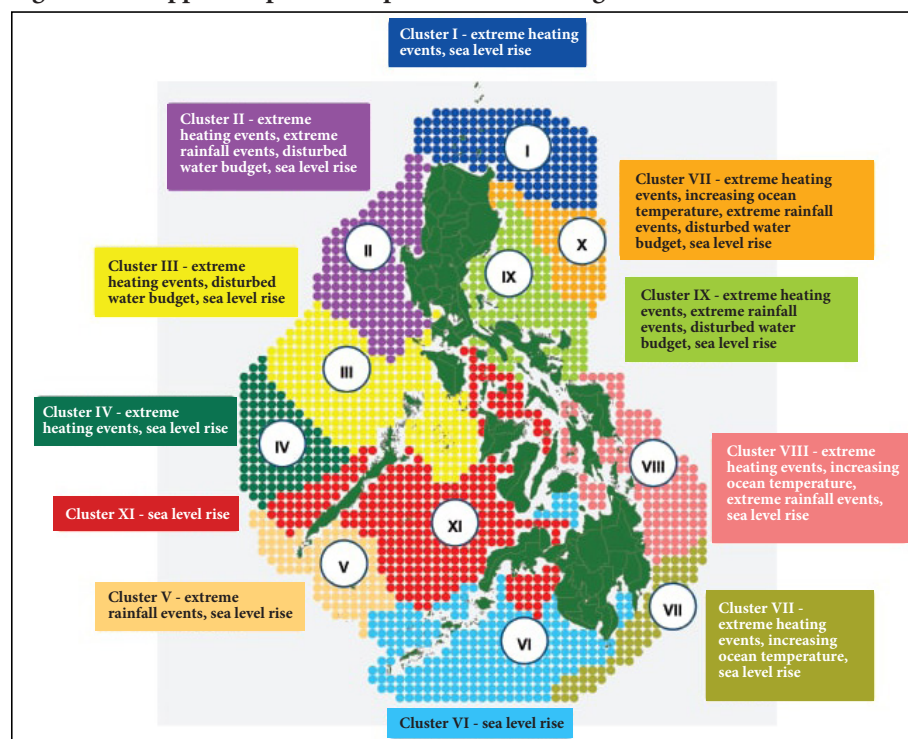 Cluster I - extreme heating
events, sea level rise
Cluster II - extreme
heating events, extreme
rainfall events, disturbed
water budget, sea level rise
Cluster VII - extreme heating
events, increasing ocean
temperature, extreme rainfall
events, disturbed water
budget, sea level rise
Cluster III - extreme
heating events, disturbed
water budget, sea level rise
Cluster IX - extreme heating
events, extreme rainfall
events, disturbed water
budget, sea level rise
Cluster IV - extreme
heating events, sea level rise
Cluster VIII - extreme
heating events, increasing
ocean temperature,
extreme rainfall events,
sea level rise
Cluster XI - sea level rise
Cluster V - extreme
rainfall events, sea level rise
Cluster VII -
extreme heating
events, increasing
ocean temperature,
sea level rise
Cluster VI - sea level rise
I
II
X
IX
III
IV
VIII
XI
V
VII
VI